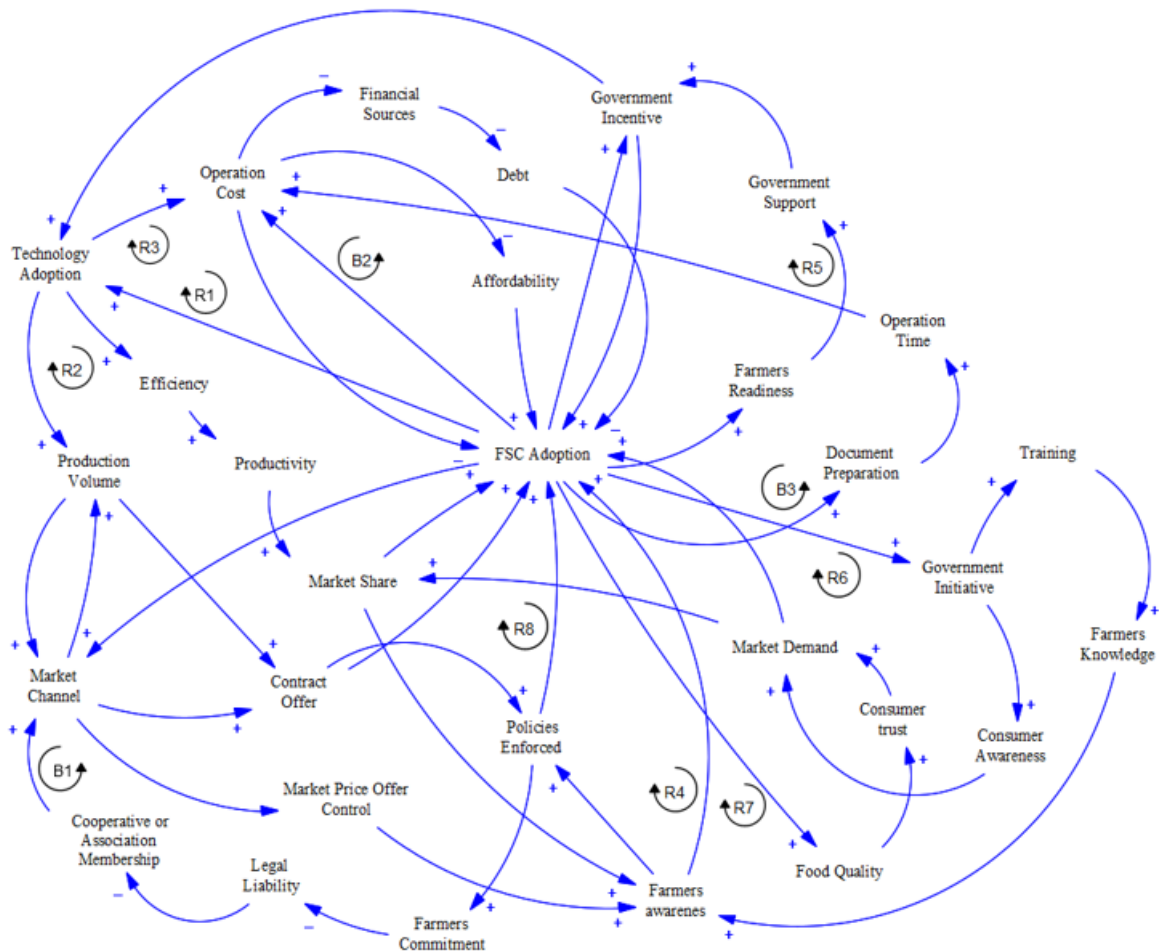 Financial
Sources
Government
Incentive
Operation
Cost
Debt
Government
Support
Technology
Adoption
R3
B2
R5
R1
Affordability
Operation
Time
R2
Efficiency
Farmers
Readiness
Production
Volume
Productivity
FSC Adoption
Document
Preparation
Training
B3
Market Share
R6
Government
Initiative
R8
Market Demand
Farmers
Knowledge
Market
Channel
Contract
Offer
Policies
Enforced
Consumer
trust
Consumer
Awareness
B1
Market Price Offer
Control
R4
R7
Cooperative or
Association
Membership
Legal
Liability
Food Quality
Farmers
awarenes
Farmers
Commitment